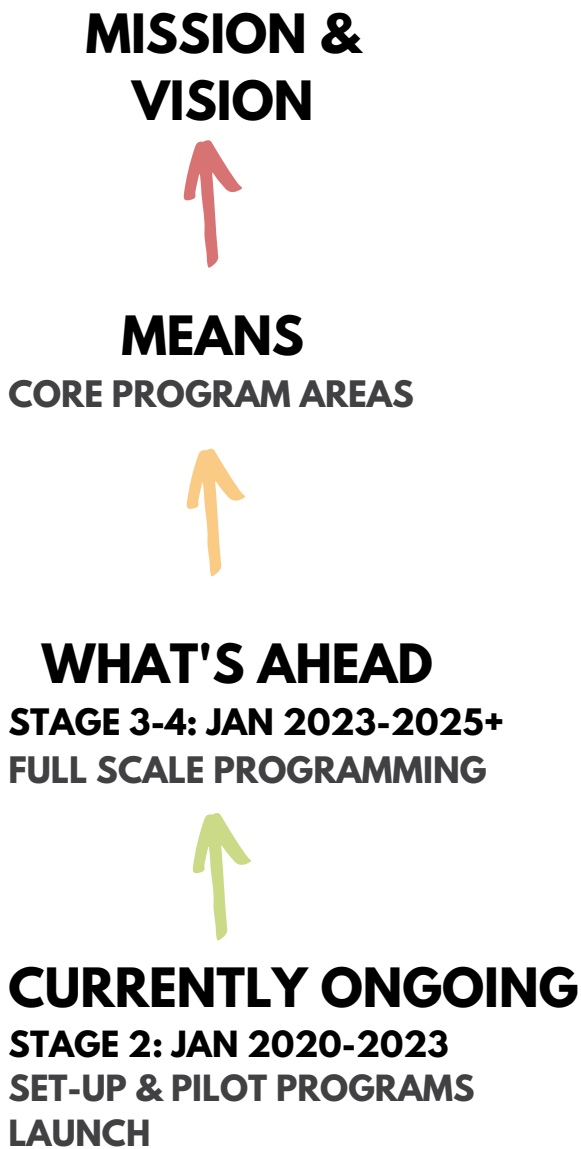 MISSION &
VISION
MEANS
CORE PROGRAM AREAS
WHAT'S AHEAD
STAGE 3-4: JAN 2023-2025+
FULL SCALE PROGRAMMING
CURRENTLY ONGOING
STAGE 2: JAN 2020-2023
SET-UP & PILOT PROGRAMS
LAUNCH